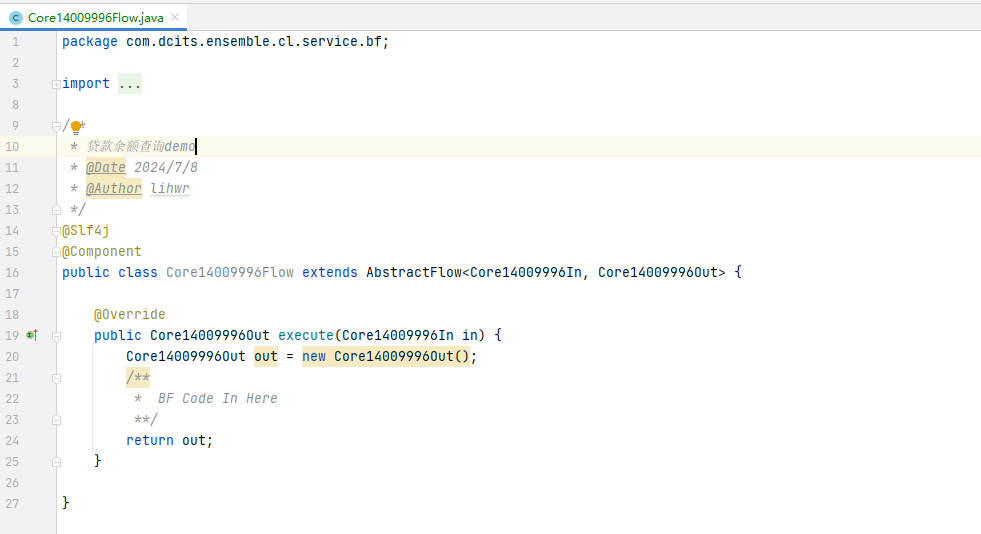 Core14009996Flow.java
1 package com.dcits.ensemble.cl.service.bf;
2
3 import ...
8
9 /**
10 * 贷款余额查询demo
11 * @Date 2024/7/8
12 * @Author lihwr
13 */
14 @Slf4j
15 @Component
16 public class Core14009996Flow extends AbstractFlow<Core14009996In, Core14009996Out> {
17
18 @Override
19 public Core14009996Out execute(Core14009996In in) {
20 Core14009996Out out = new Core14009996Out();
21 /**
22 * BF Code In Here
23 **/
24 return out;
25 }
26
27 }